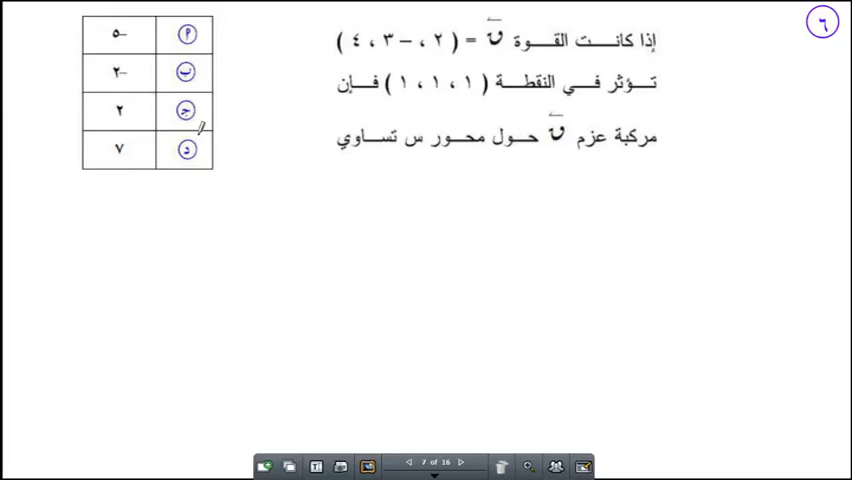 ٦
إذا كانت القوة ن = ( ٢ ، – ٣ ، ٤ )
تؤثر في النقطة ( ١ ، ١ ، ١ ) فإن
مركبة عزم ن حول محور س تساوي
م -٥
ب -٢
ج ٢
د ٧
7 of 16